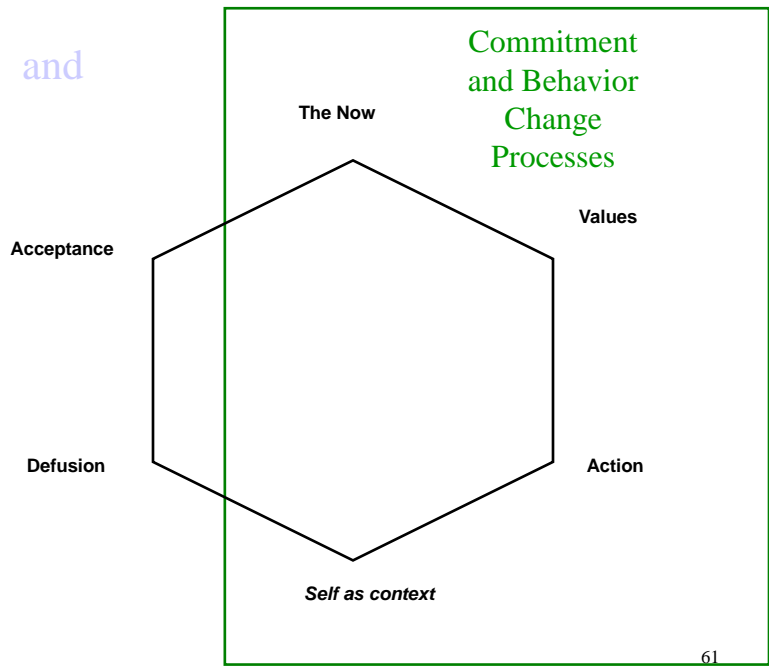 and
Commitment
and Behavior
Change
Processes
The Now
Values
Acceptance
Defusion
Action
Self as context
61